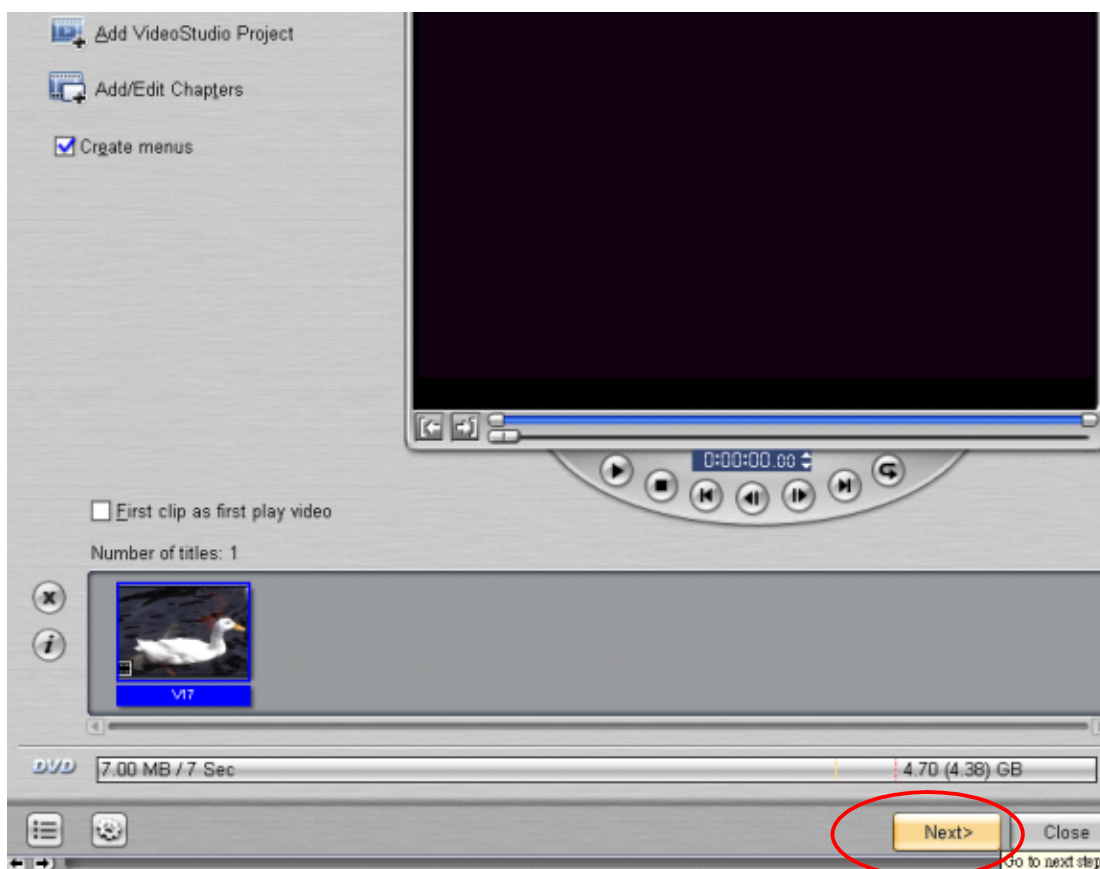 Add VideoStudio Project
Add/Edit Chapters
Create menus
0:00:00.00
First clip as first play video
Number of titles: 1
V17
DVD 7.00 MB / 7 Sec 4.70 (4.38) GB
Next> Close
Go to next step